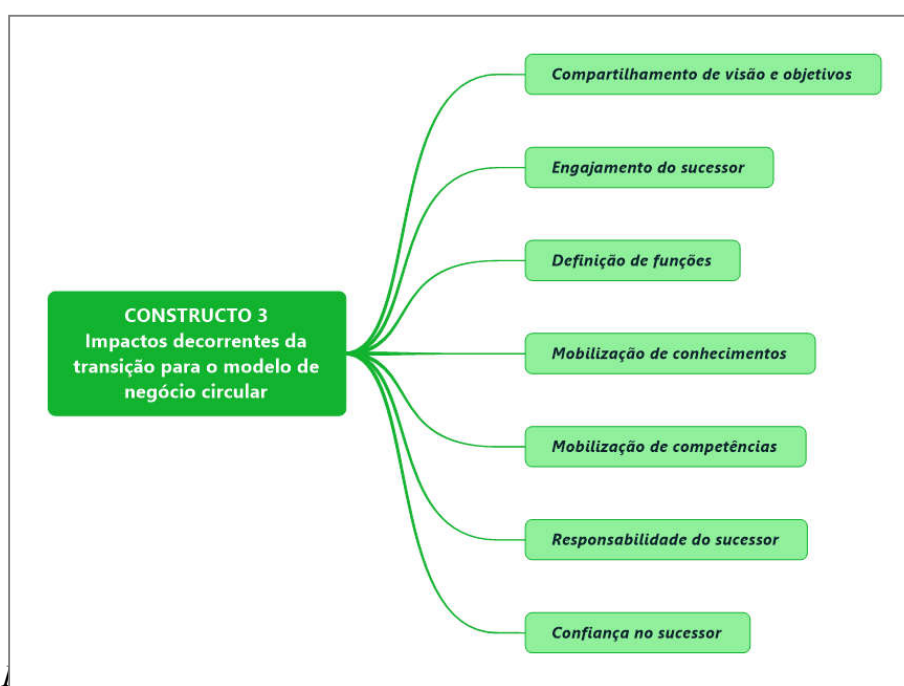 Compartilhamento de visão e objetivos
Engajamento do sucessor
Definição de funções
CONSTRUCTO 3
Impactos decorrentes da
transição para o modelo de
negócio circular
Mobilização de conhecimentos
Mobilização de competências
Responsabilidade do sucessor
Confiança no sucessor